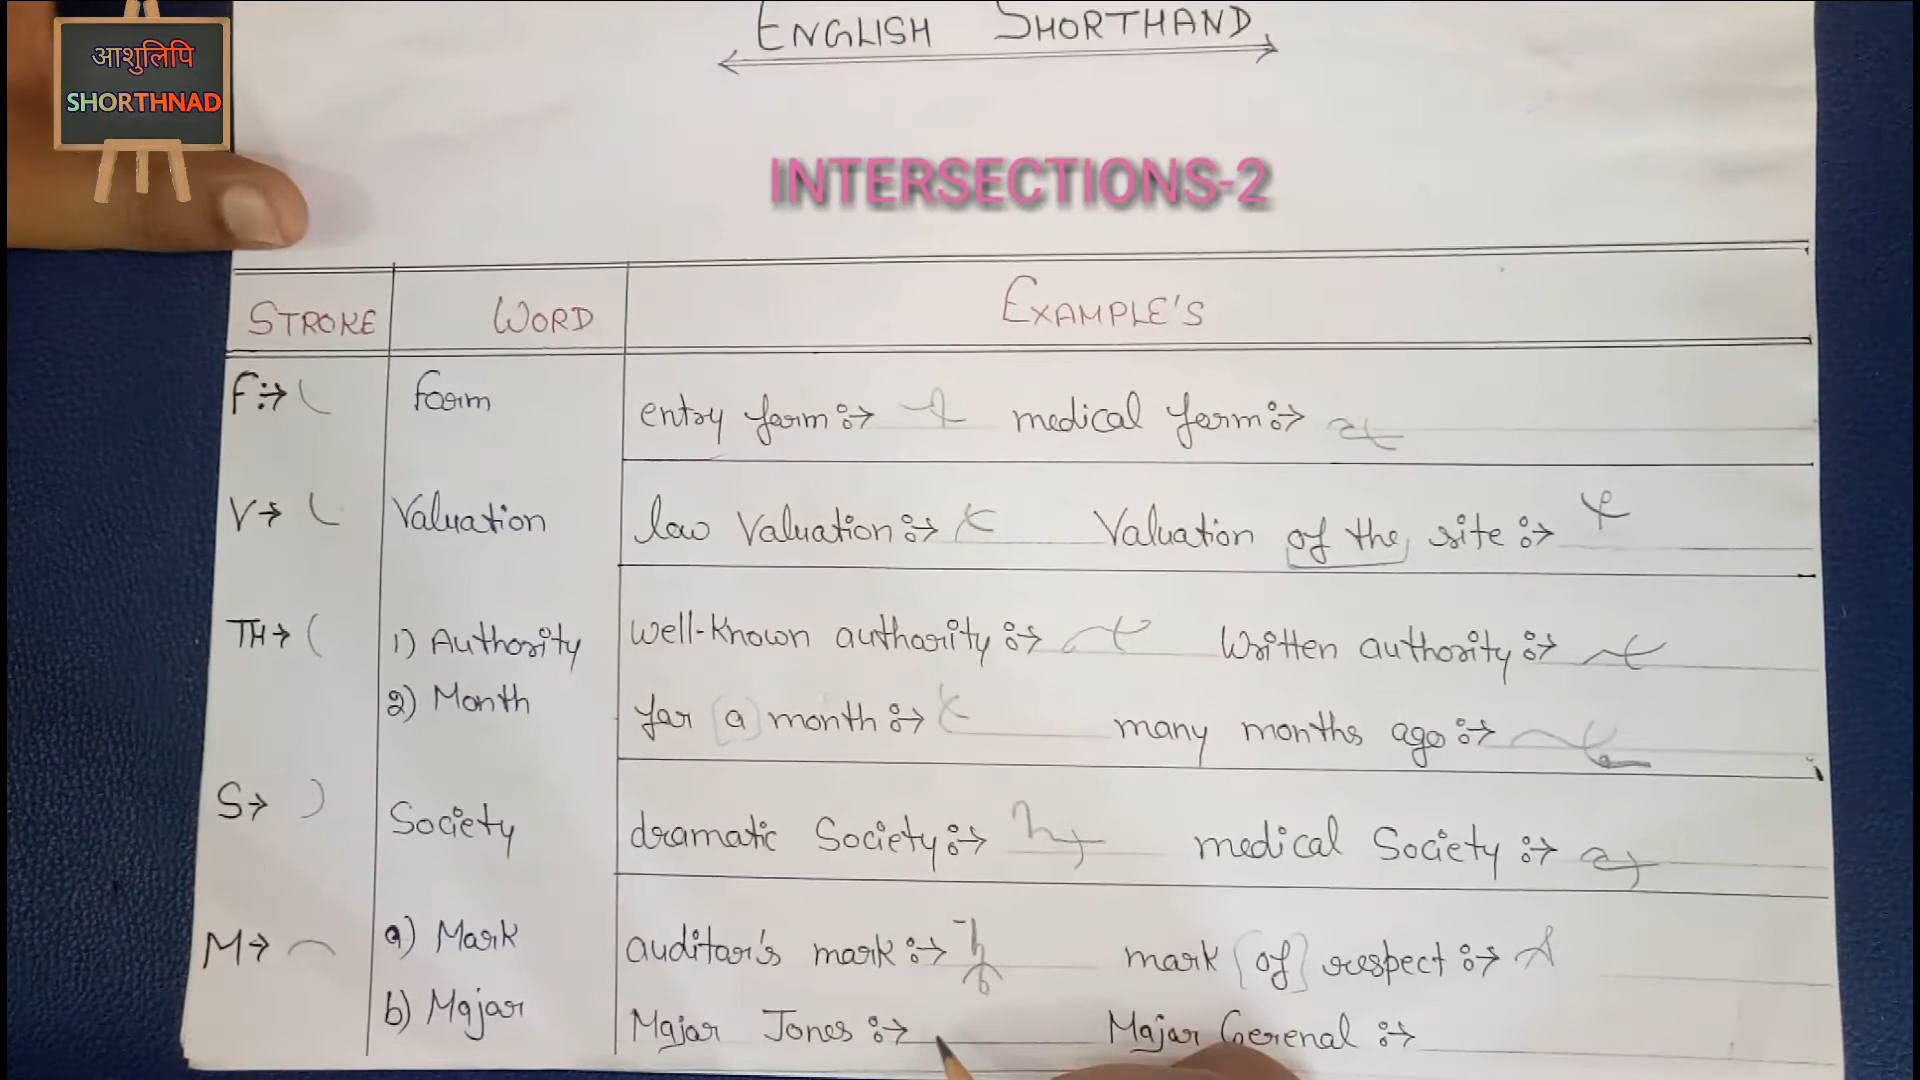 ENGLISH SHORTHAND
आशुलिपि
SHORTHNAD
INTERSECTIONS-2
STROKE WORD EXAMPLE'S
F:→ form entry form:→ medical form:→
V→ Valuation low Valuation:→ Valuation of the site:→
TH→ 1) Authority well-known authority:→ Written authority:→
2) Month for (a) month:→ many months ago:→
S→ Society dramatic Society:→ medical Society:→
M→ a) Mark auditor's mark:→ mark (of) respect:→
b) Major Major Jones:→ Major Gerenal:→